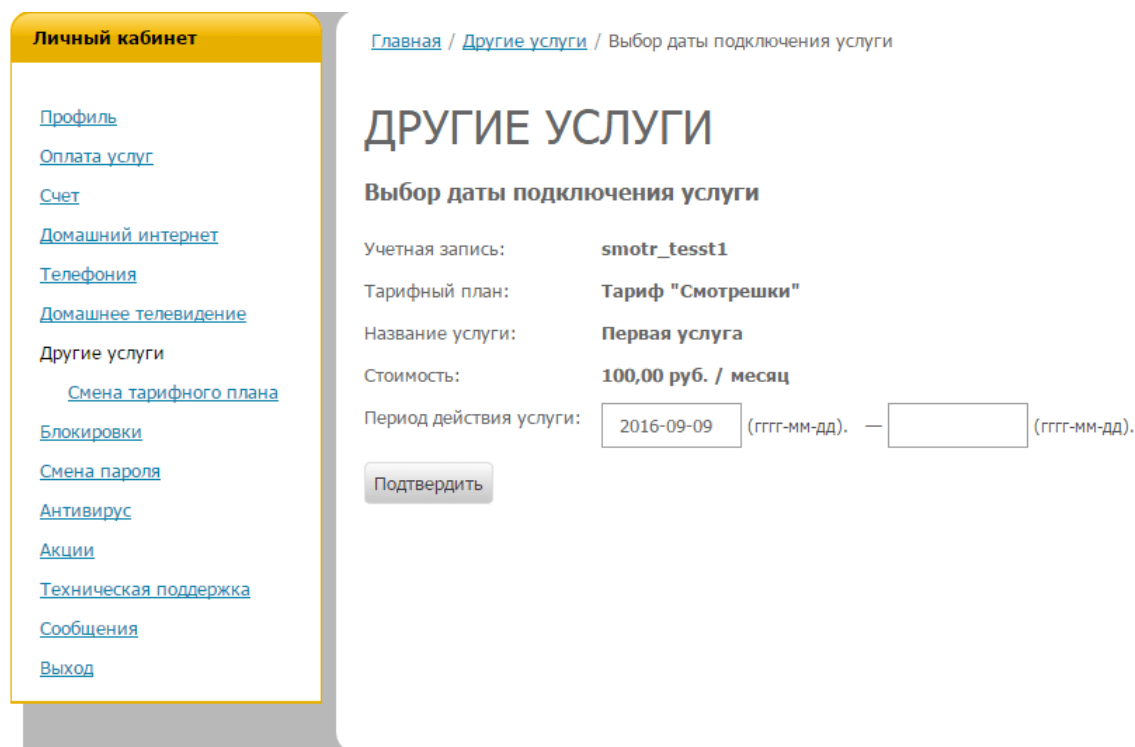 Личный кабинет
Профиль
Оплата услуг
Счет
Домашний интернет
Телефония
Домашнее телевидение
Другие услуги
Смена тарифного плана
Блокировки
Смена пароля
Антивирус
Акции
Техническая поддержка
Сообщения
Выход
Главная / Другие услуги / Выбор даты подключения услуги
ДРУГИЕ УСЛУГИ
Выбор даты подключения услуги
Учетная запись: smotr_tesst1
Тарифный план: Тариф "Смотрешки"
Название услуги: Первая услуга
Стоимость: 100,00 руб. / месяц
Период действия услуги: 2016-09-09 (гггг-мм-дд). — (гггг-мм-дд).
Подтвердить